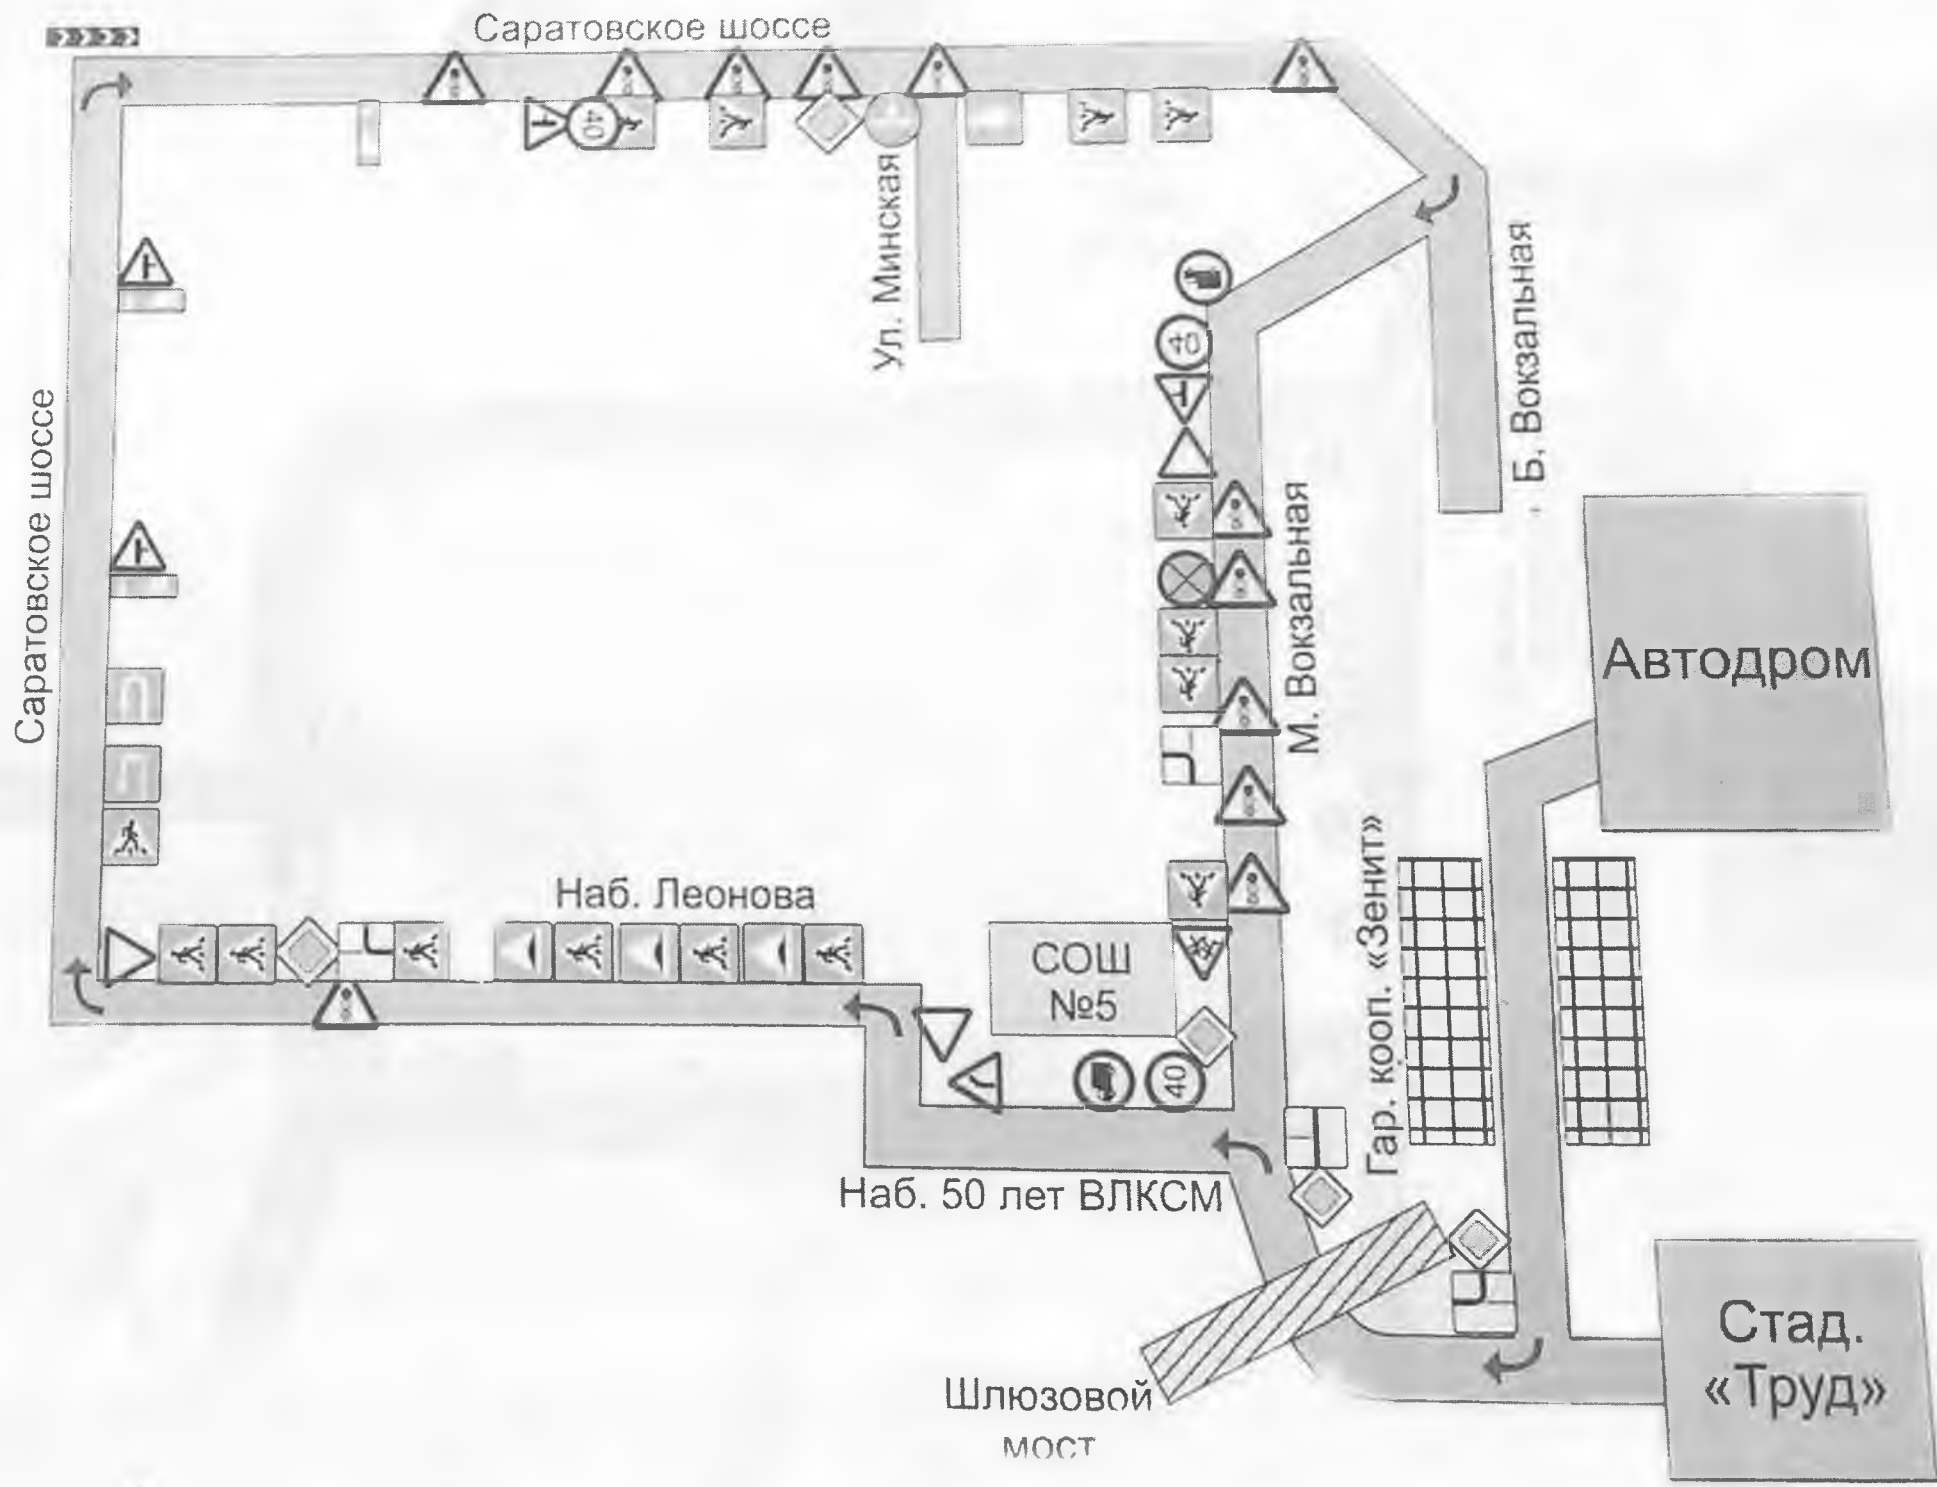 Саратовское шоссе
40
Ул. Минская
Б. Вокзальная
40
Саратовское шоссе
М. Вокзальная
Автодром
Гар. кооп. «Зенит»
Наб. Леонова
СОШ
№5
40
Наб. 50 лет ВЛКСМ
Шлюзовой
мост
Стад.
«Труд»